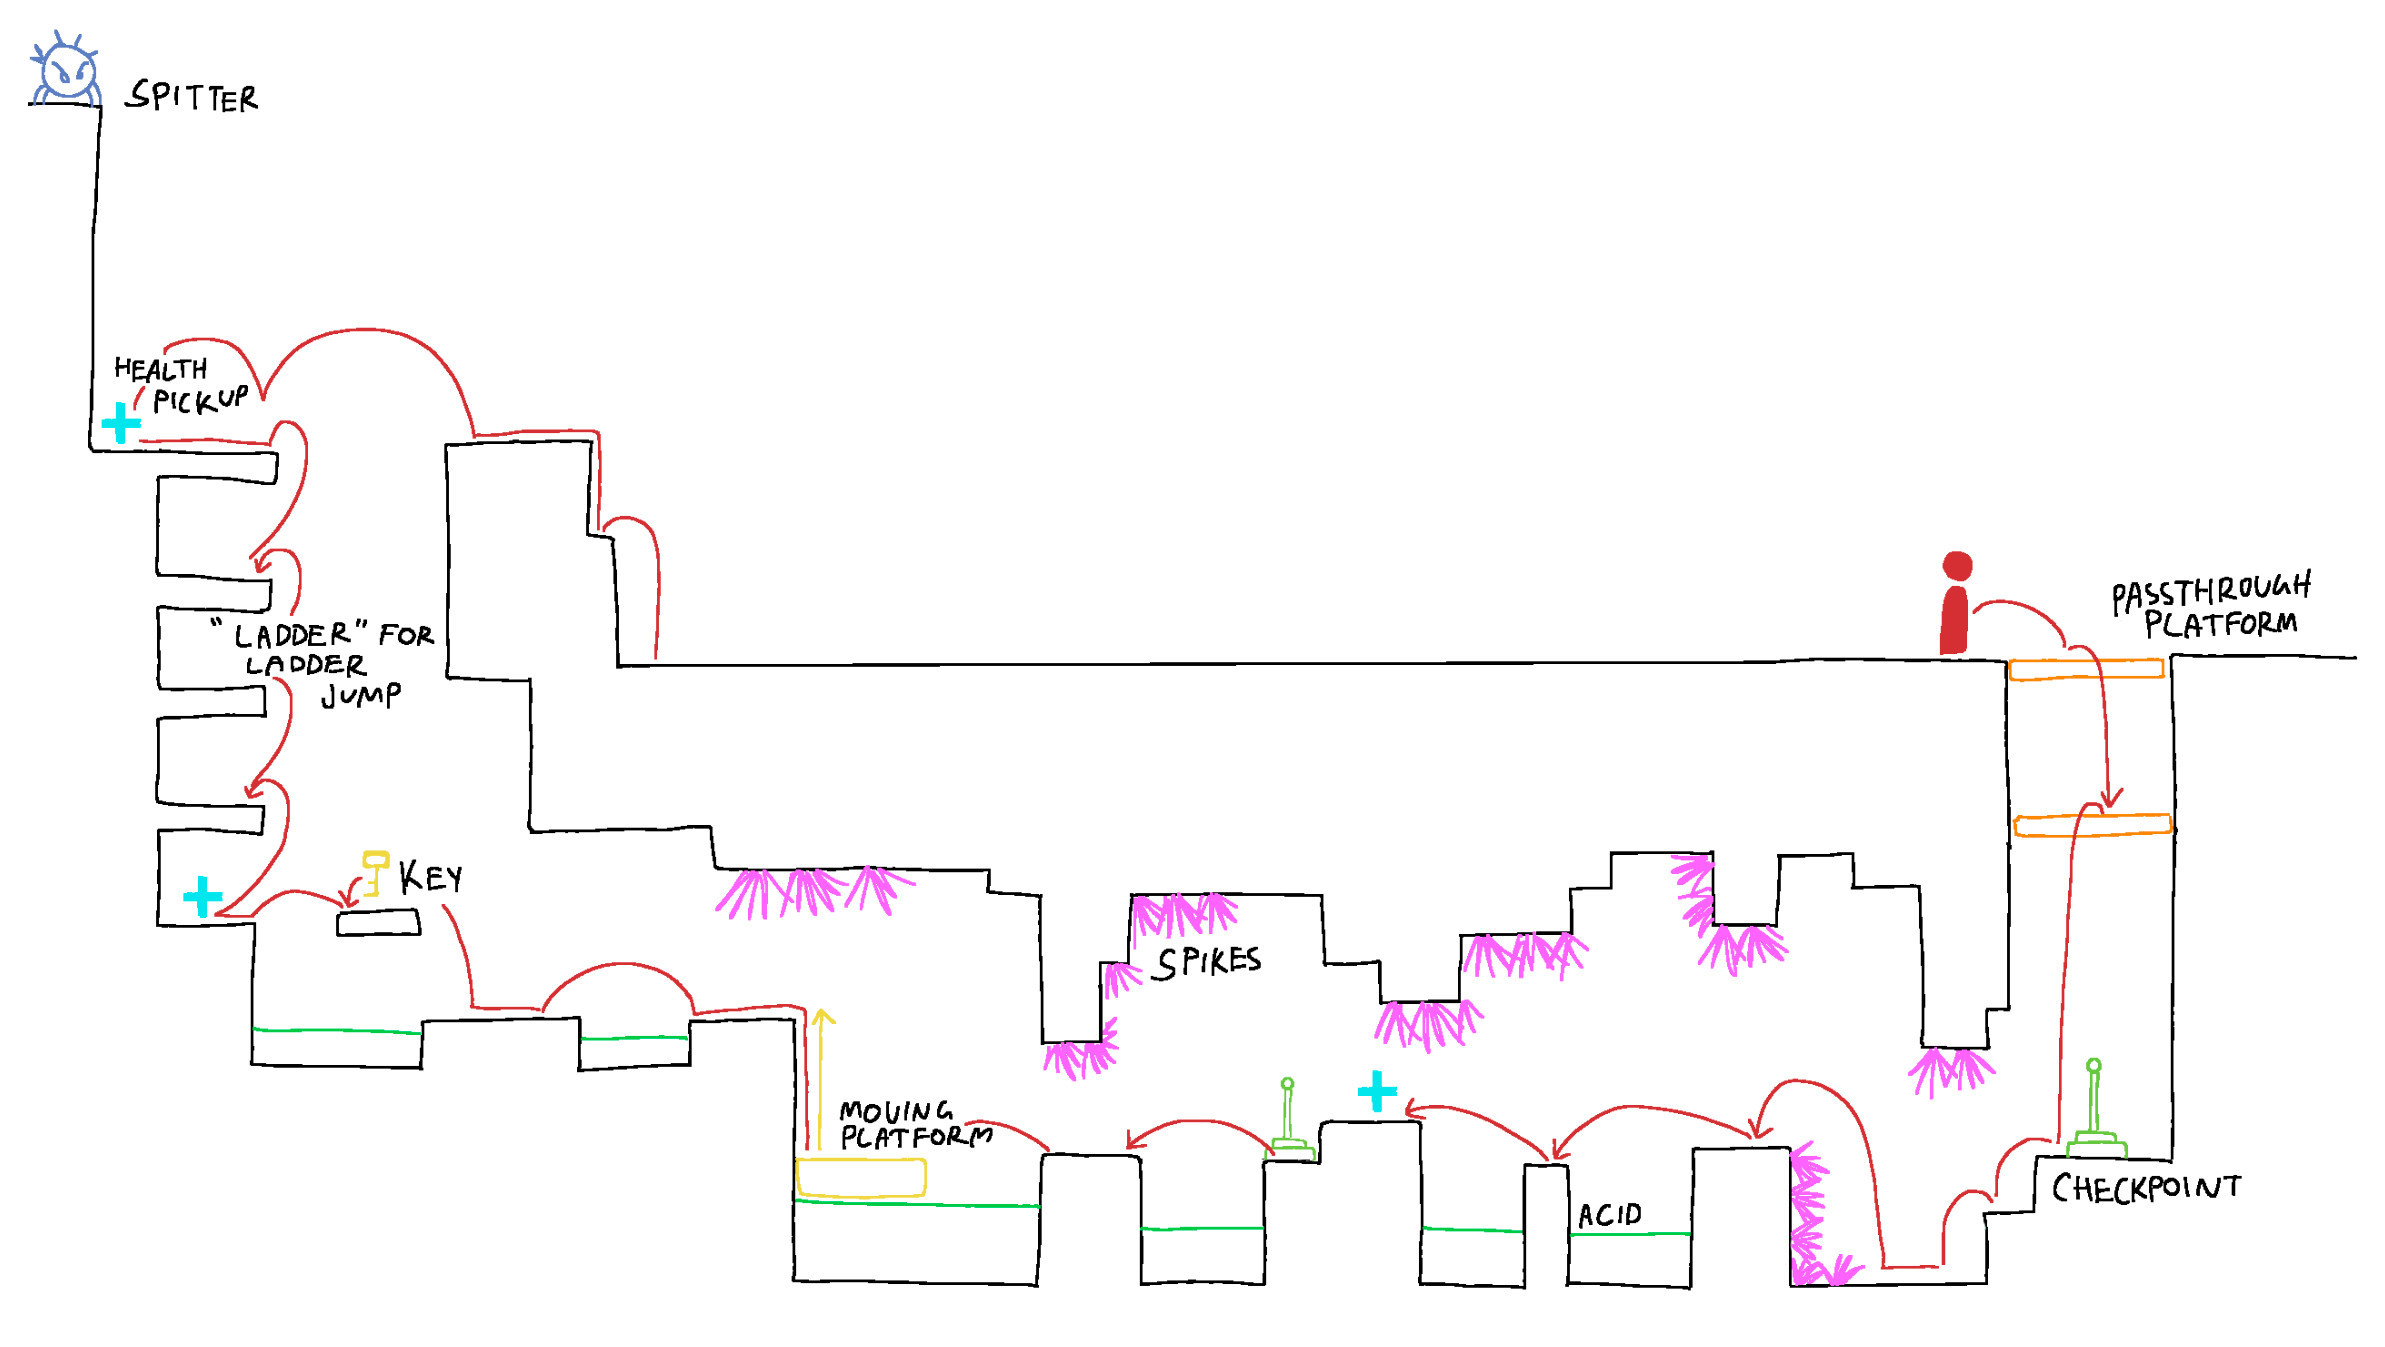 SPITTER
HEALTH
PICKUP
"LADDER" FOR
LADDER
JUMP
PASSTHROUGH
PLATFORM
KEY
SPIKES
MOVING
PLATFORM
ACID
CHECKPOINT